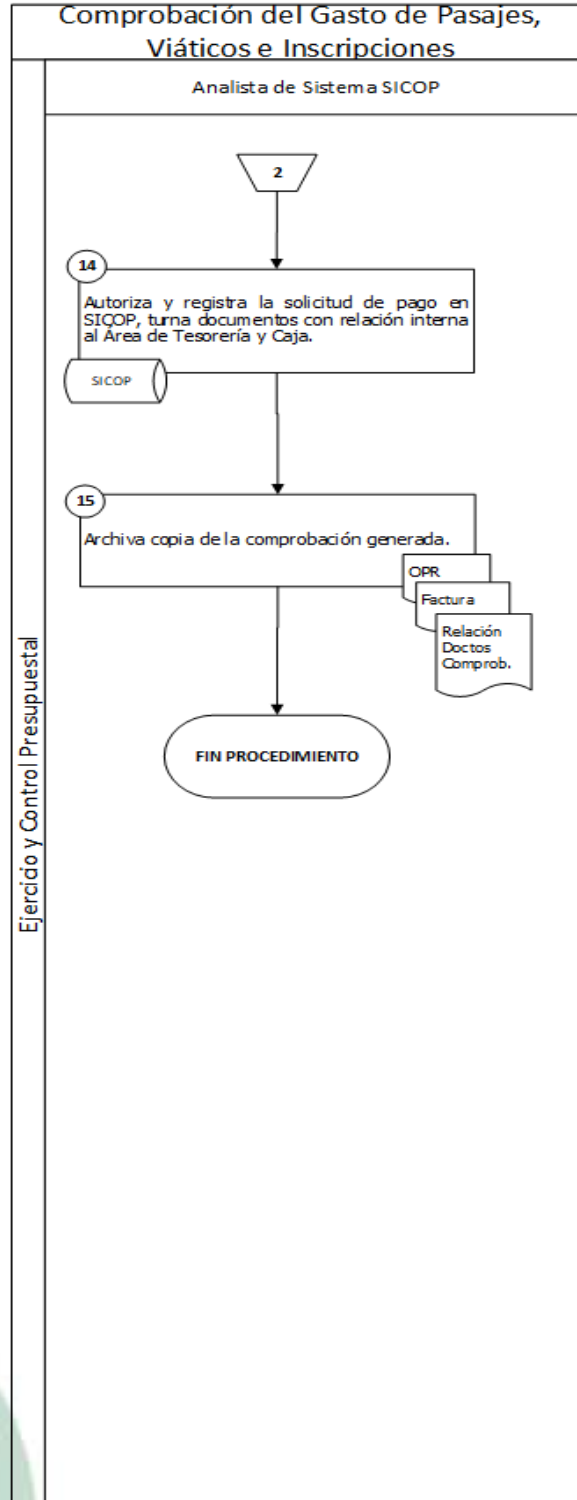 Comprobación del Gasto de Pasajes,
Viáticos e Inscripciones
Analista de Sistema SICOP
2
14
Autoriza y registra la solicitud de pago en
SICOP, turna documentos con relación interna
al Área de Tesorería y Caja.
SICOP
15
Archiva copia de la comprobación generada.
OPR
Factura
Relación
Doctos
Comprob.
FIN PROCEDIMIENTO
Ejercido y Control Presupuestal